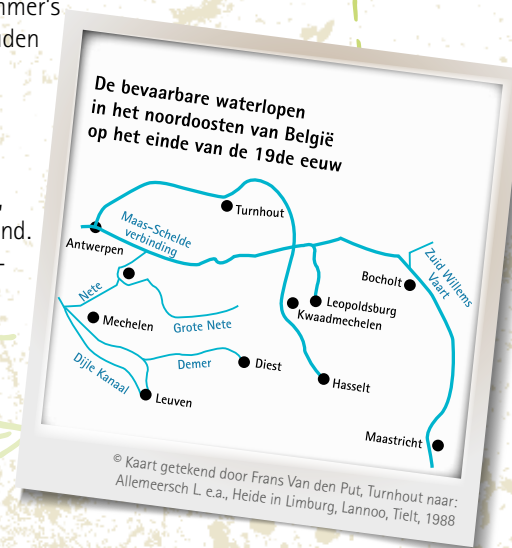 mmer's
uden
nd.
De bevaarbare waterlopen
in het noordoosten van België
op het einde van de 19de eeuw
Turnhout
Maas-Schelde
verbinding
Antwerpen
Zuid Willems
Vaart
Bocholt
Nete
Leopoldsburg
Kwaadmechelen
Mechelen
Grote Nete
Dijle Kanaal
Demer
Diest
Hasselt
Leuven
Maastricht
© Kaart getekend door Frans Van den Put, Turnhout naar:
Allemeersch L. e.a., Heide in Limburg, Lannoo, Tielt, 1988